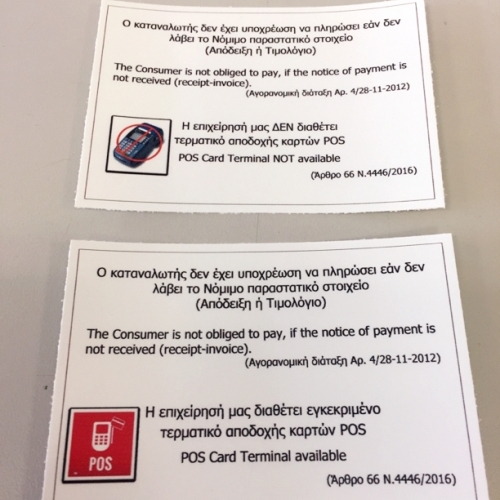 Ο καταναλωτής δεν έχει υποχρέωση να πληρώσει εάν δεν
λάβει το Νόμιμο παραστατικό στοιχείο
(Απόδειξη ή Τιμολόγιο)
The Consumer is not obliged to pay, if the notice of payment is
not received (receipt-invoice).
(Αγορανομική διάταξη Αρ. 4/28-11-2012)
Η επιχείρησή μας ΔΕΝ διαθέτει
τερματικό αποδοχής καρτών POS
POS Card Terminal NOT available
(Άρθρο 66 Ν.4446/2016)
Ο καταναλωτής δεν έχει υποχρέωση να πληρώσει εάν δεν
λάβει το Νόμιμο παραστατικό στοιχείο
(Απόδειξη ή Τιμολόγιο)
The Consumer is not obliged to pay, if the notice of payment is
not received (receipt-invoice).
(Αγορανομική διάταξη Αρ. 4/28-11-2012)
Η επιχείρησή μας διαθέτει εγκεκριμένο
τερματικό αποδοχής καρτών POS
POS
POS Card Terminal available
(Άρθρο 66 Ν.4446/2016)